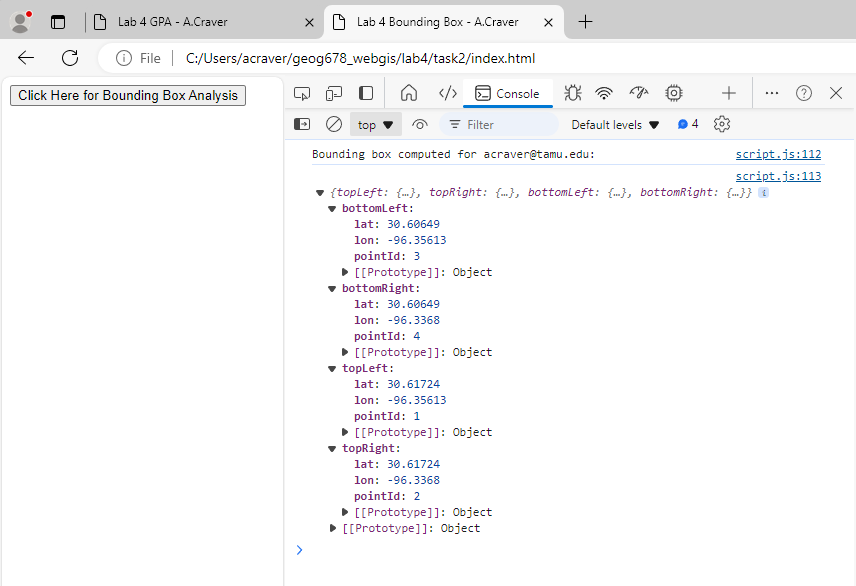 Lab 4 GPA - A.Craver
Lab 4 Bounding Box - A.Craver
File
C:/Users/acraver/geog678_webgis/lab4/task2/index.html
Click Here for Bounding Box Analysis
Console
top
Filter
Default levels
4
Bounding box computed for acraver@tamu.edu: script.js:112
script.js:113
{topLeft: {…}, topRight: {…}, bottomLeft: {…}, bottomRight: {…}} i
bottomLeft:
lat: 30.60649
lon: -96.35613
pointId: 3
[[Prototype]]: Object
bottomRight:
lat: 30.60649
lon: -96.3368
pointId: 4
[[Prototype]]: Object
topLeft:
lat: 30.61724
lon: -96.35613
pointId: 1
[[Prototype]]: Object
topRight:
lat: 30.61724
lon: -96.3368
pointId: 2
[[Prototype]]: Object
[[Prototype]]: Object